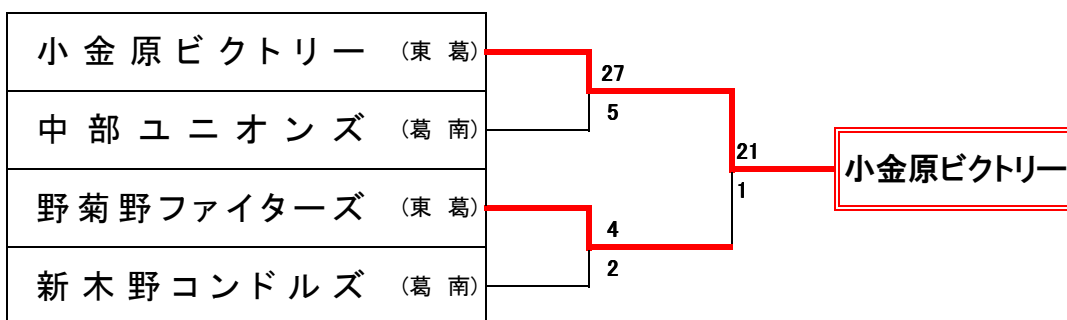 小金原ビクトリー (東 葛)
27
5
中部ユニオンズ (葛 南)
21
小金原ビクトリー
1
野菊野ファイターズ (東 葛)
4
2
新木野コンドルズ (葛 南)